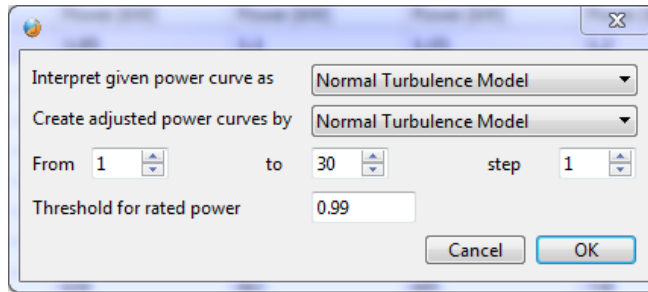 Interpret given power curve as Normal Turbulence Model
Create adjusted power curves by Normal Turbulence Model
From 1 to 30 step 1
Threshold for rated power 0.99
Cancel OK